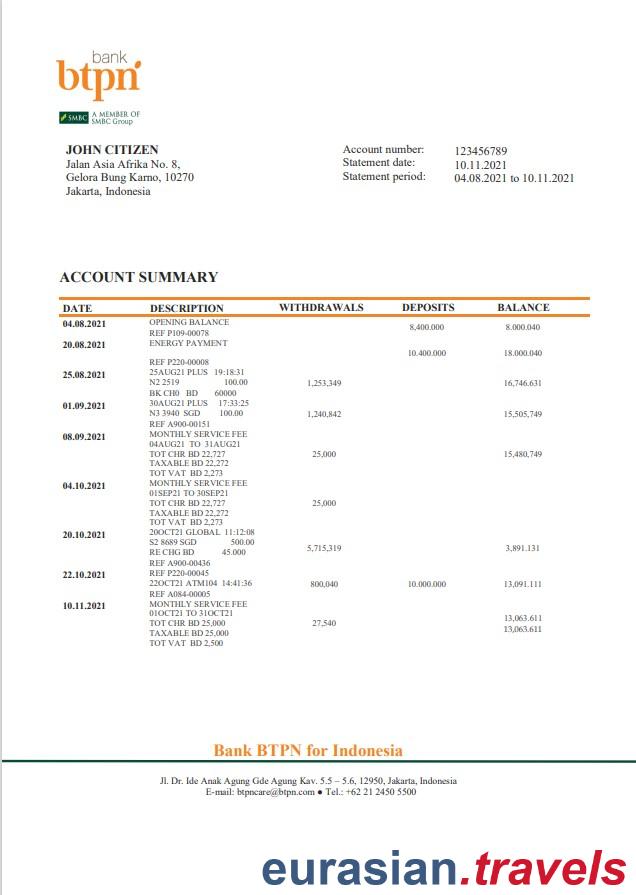 bank
btpn
SMBC A MEMBER OF
SMBC Group
JOHN CITIZEN
Jalan Asia Afrika No. 8,
Gelora Bung Karno, 10270
Jakarta, Indonesia
Account number: 123456789
Statement date: 10.11.2021
Statement period: 04.08.2021 to 10.11.2021
ACCOUNT SUMMARY
DATE DESCRIPTION WITHDRAWALS DEPOSITS BALANCE
04.08.2021 OPENING BALANCE
8,400.000 8.000.040
REF P109-00078
20.08.2021 ENERGY PAYMENT
10.400.000 18.000.040
REF P220-00008
25.08.2021 25AUG21 PLUS 19:18:31
N2 2519 100.00 1,253,349 16,746.631
BK CH0 BD 60000
01.09.2021 30AUG21 PLUS 17:33:25
N3 3940 SGD 100.00 1,240,842 15,505,749
REF A900-00151
08.09.2021 MONTHLY SERVICE FEE
04AUG21 TO 31AUG21
TOT CHR BD 22,727 25,000 15,480,749
TAXABLE BD 22,272
TOT VAT BD 2,273
04.10.2021 MONTHLY SERVICE FEE
01SEP21 TO 30SEP21
TOT CHR BD 22,727 25,000
TAXABLE BD 22,272
TOT VAT BD 2,273
20.10.2021 20OCT21 GLOBAL 11:12:08
S2 8689 SGD 500.00
RE CHG BD 45.000 5,715,319 3,891.131
REF A900-00436
22.10.2021 REF P220-00045
22OCT21 ATM104 14:41:36 800,040 10.000.000 13,091.111
REF A084-00005
10.11.2021 MONTHLY SERVICE FEE
01OCT21 TO 31OCT21 13,063.611
TOT CHR BD 25,000 27,540
TAXABLE BD 25,000 13,063.611
TOT VAT BD 2,500
Bank BTPN for Indonesia
Jl. Dr. Ide Anak Agung Gde Agung Kav. 5.5 – 5.6, 12950, Jakarta, Indonesia
E-mail: btpncare@btpn.com ● Tel.: +62 21 2450 5500
eurasian.travels